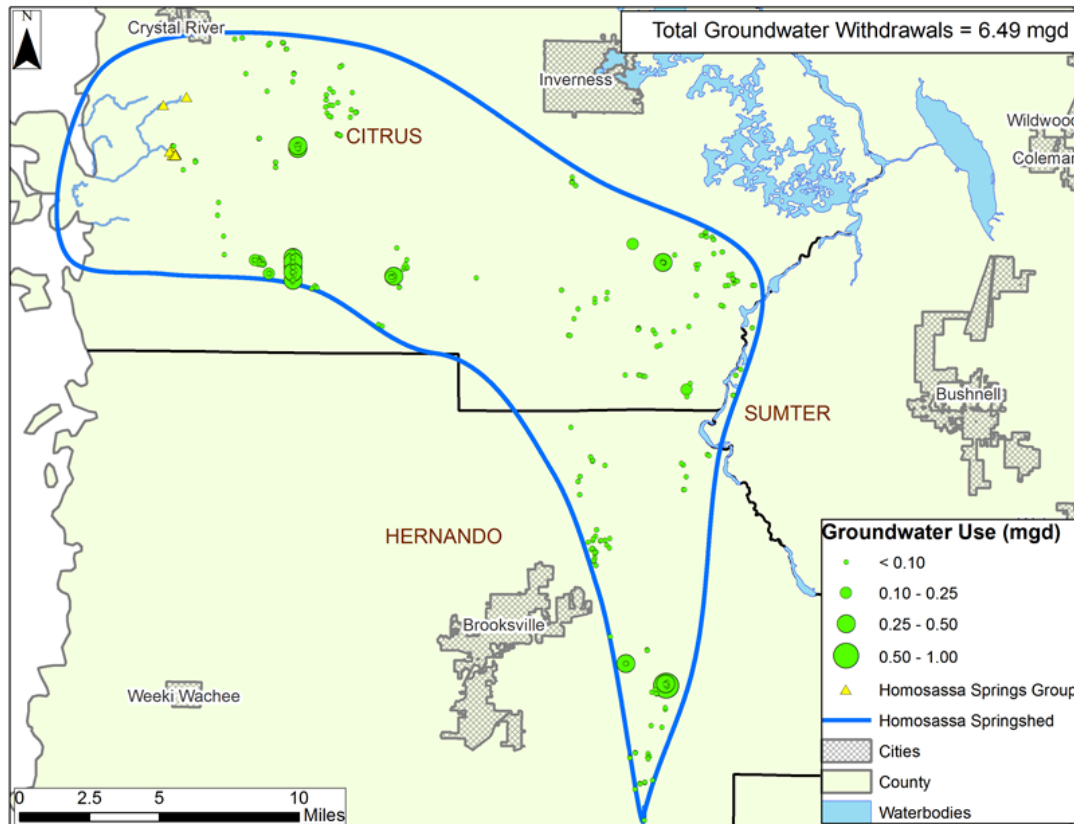 N
Crystal River
Total Groundwater Withdrawals = 6.49 mgd
Inverness
Wildwood
Coleman
CITRUS
SUMTER
Bushnell
HERNANDO
Brooksville
Weeki Wachee
Groundwater Use (mgd)
< 0.10
0.10 - 0.25
0.25 - 0.50
0.50 - 1.00
Homosassa Springs Group
Homosassa Springshed
Cities
County
Waterbodies
0 2.5 5 10
Miles